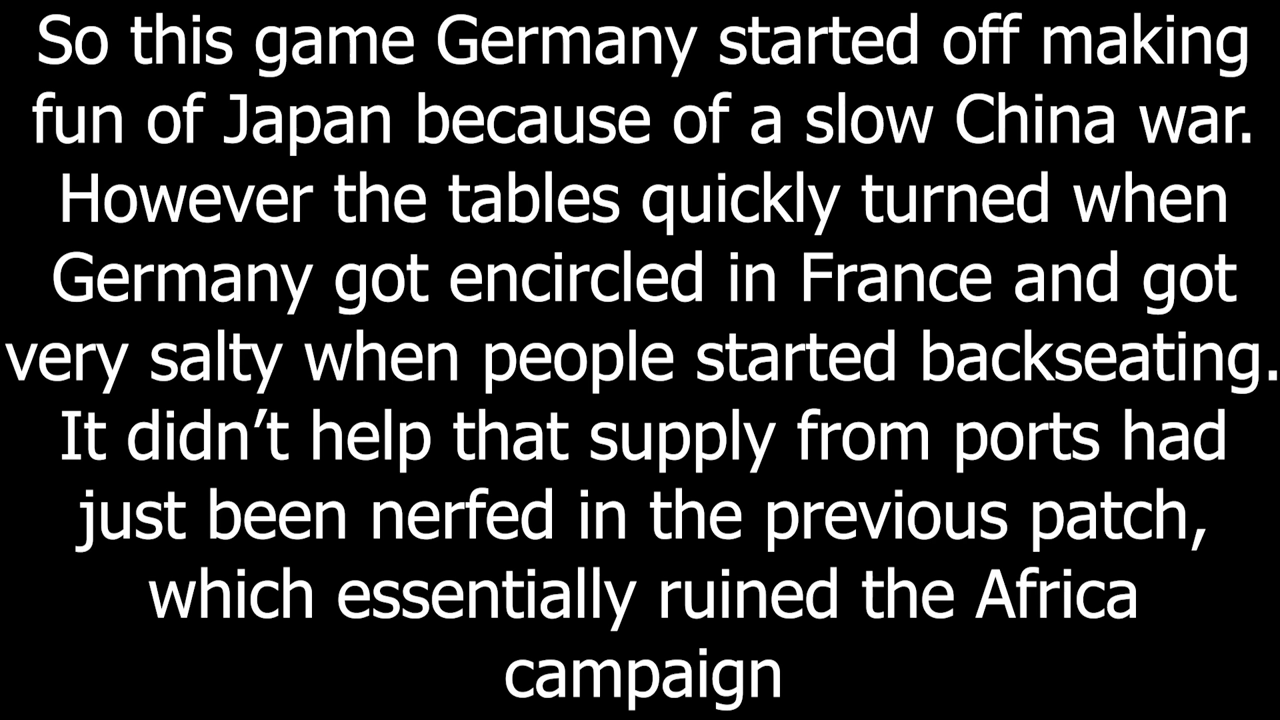 So this game Germany started off making
fun of Japan because of a slow China war.
However the tables quickly turned when
Germany got encircled in France and got
very salty when people started backseating.
It didn’t help that supply from ports had
just been nerfed in the previous patch,
which essentially ruined the Africa
campaign